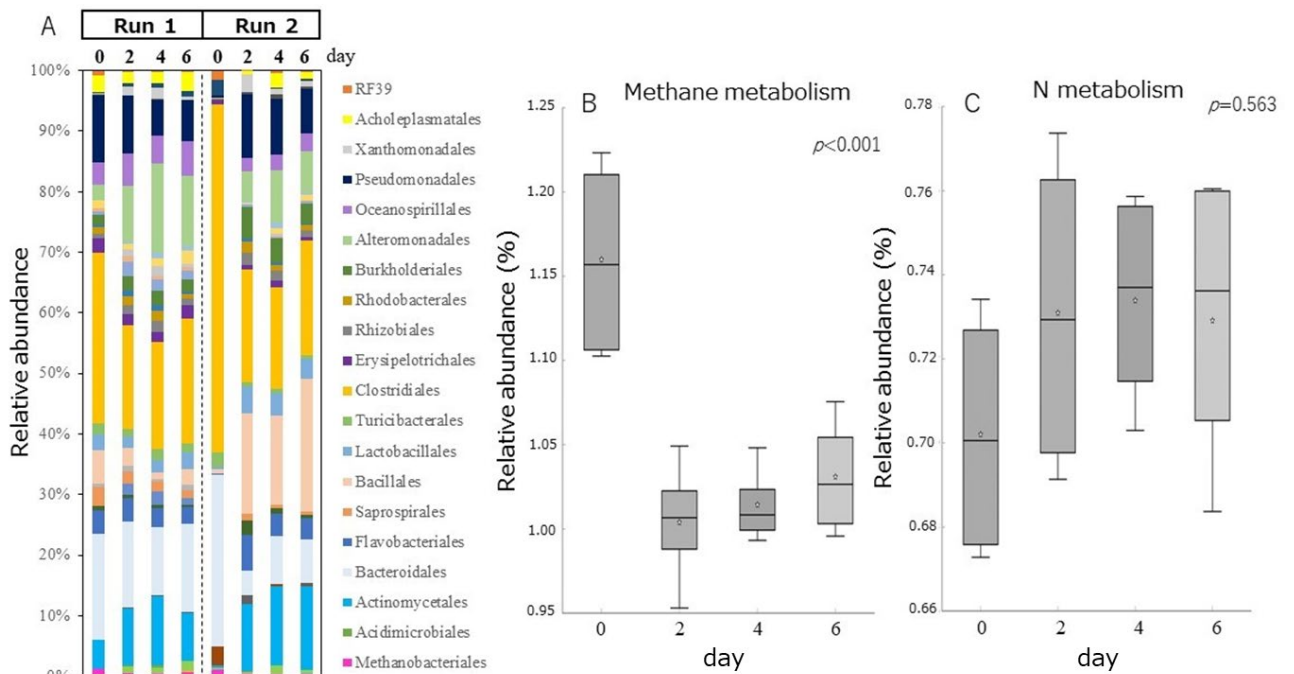 A
Run 1
Run 2
0 2 4 6 0 2 4 6 day
100%
90%
80%
70%
60%
50%
40%
30%
20%
10%
0%
Relative abundance
RF39
Acholeplasmatales
Xanthomonadales
Pseudomonadales
Oceanospirillales
Alteromonadales
Burkholderiales
Rhodobacterales
Rhizobiales
Erysipelotrichales
Clostridiales
Turicibacterales
Lactobacillales
Bacillales
Saprospirales
Flavobacteriales
Bacteroidales
Actinomycetales
Acidimicrobiales
Methanobacteriales
B
Methane metabolism
p<0.001
1.25
1.20
1.15
1.10
1.05
1.00
0.95
Relative abundance (%)
0 2 4 6
day
C
N metabolism
p=0.563
0.78
0.76
0.74
0.72
0.70
0.68
0.66
Relative abundance (%)
0 2 4 6
day